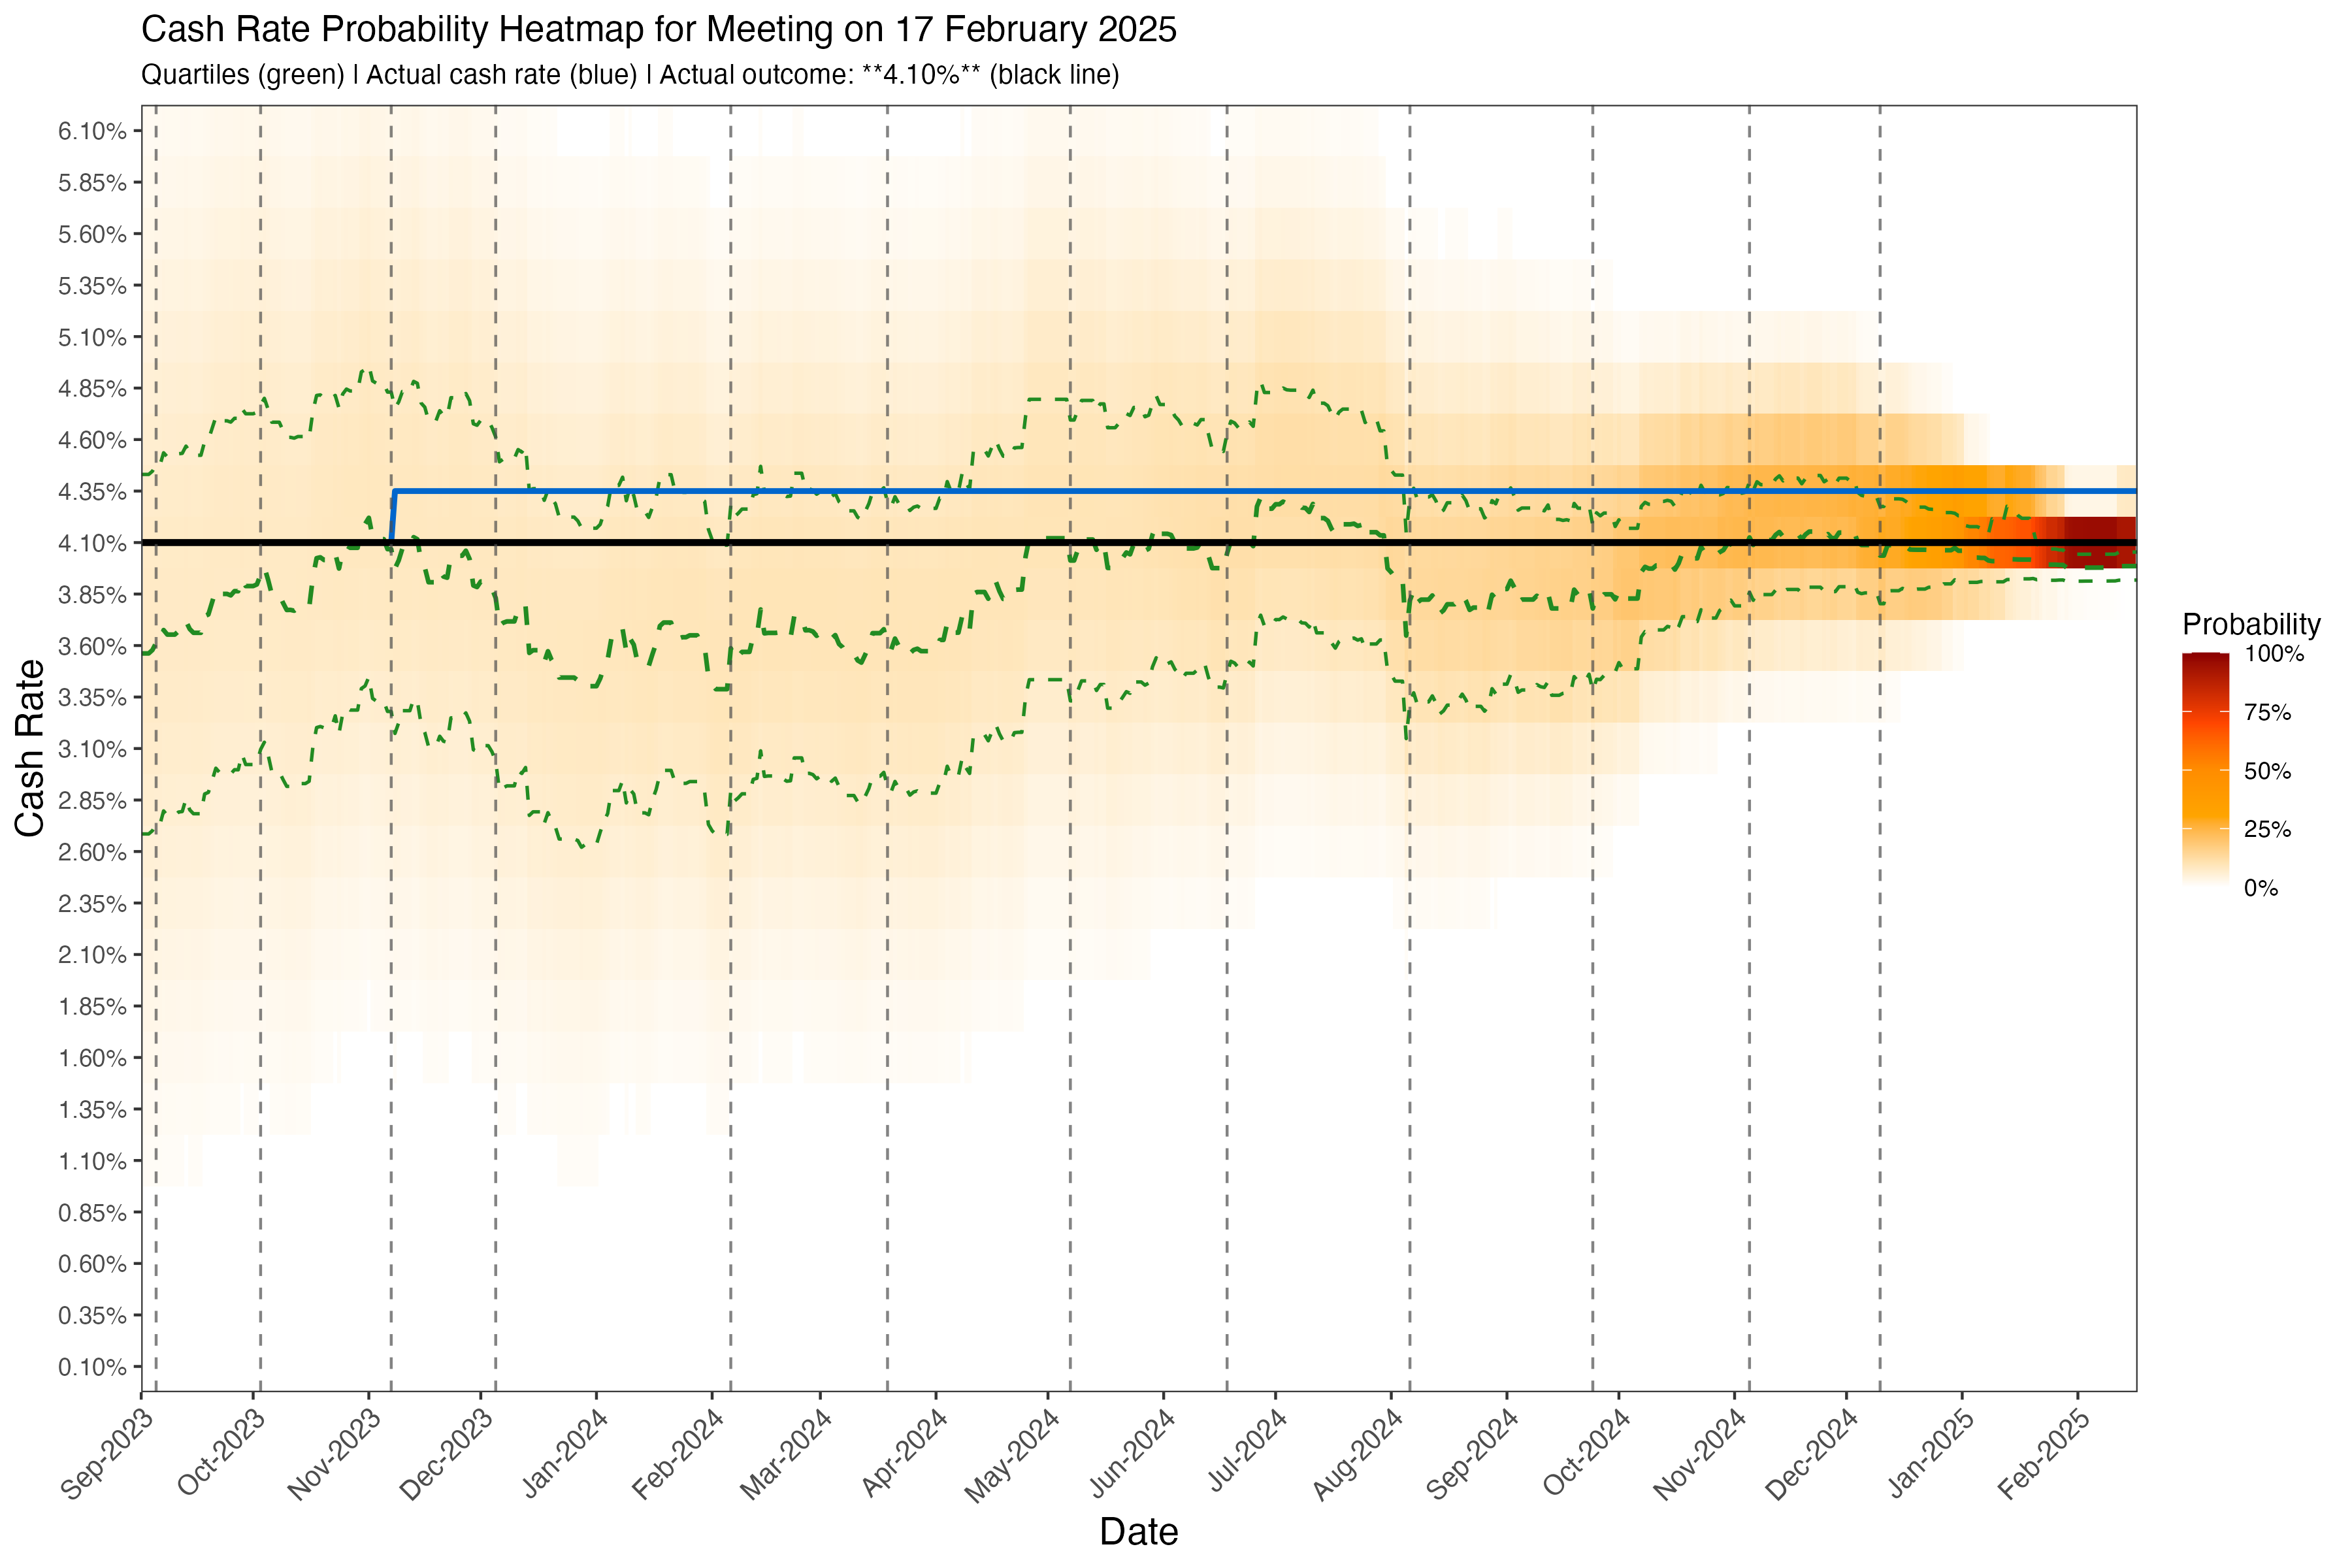 Cash Rate Probability Heatmap for Meeting on 17 February 2025
Quartiles (green) | Actual cash rate (blue) | Actual outcome: **4.10%** (black line)
6.10%
5.85%
5.60%
5.35%
5.10%
4.85%
4.60%
4.35%
4.10%
3.85%
3.60%
3.35%
3.10%
2.85%
2.60%
2.35%
2.10%
1.85%
1.60%
1.35%
1.10%
0.85%
0.60%
0.35%
0.10%
Cash Rate
Sep-2023
Oct-2023
Nov-2023
Dec-2023
Jan-2024
Feb-2024
Mar-2024
Apr-2024
May-2024
Jun-2024
Jul-2024
Aug-2024
Sep-2024
Oct-2024
Nov-2024
Dec-2024
Jan-2025
Feb-2025
Date
Probability
100%
75%
50%
25%
0%